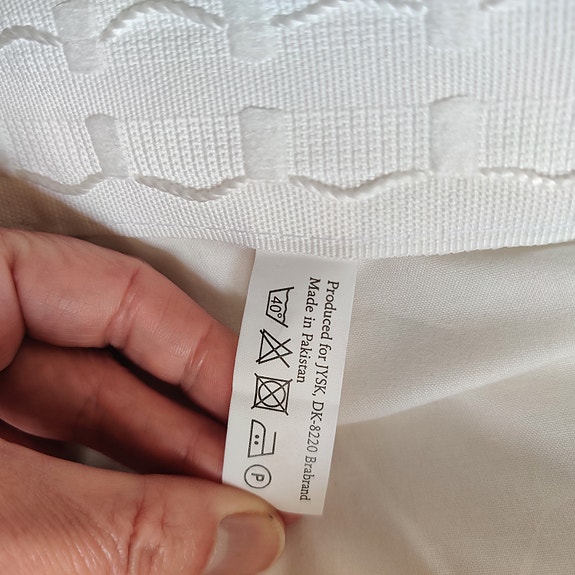 Produced for JYSK, DK-8220 Brabrand
Made in Pakistan
40°
P